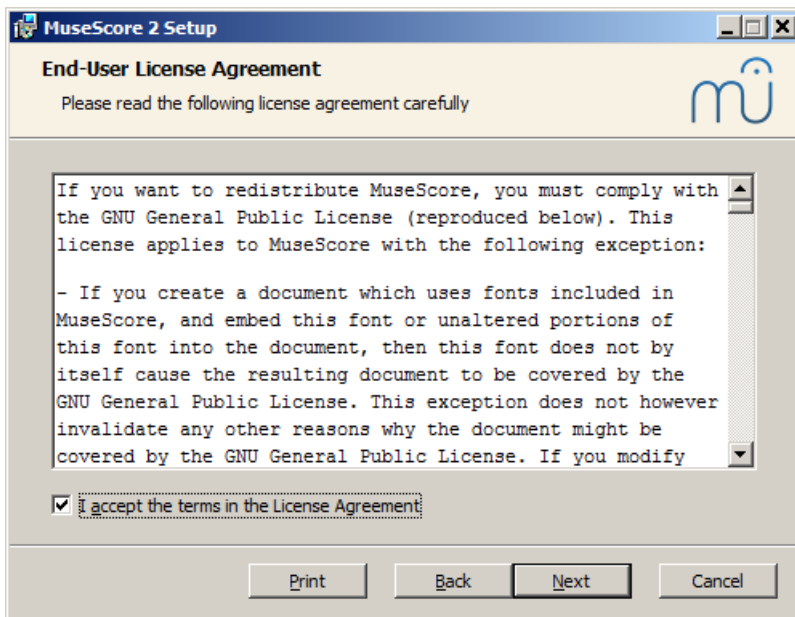 MuseScore 2 Setup
End-User License Agreement
Please read the following license agreement carefully
If you want to redistribute MuseScore, you must comply with
the GNU General Public License (reproduced below). This
license applies to MuseScore with the following exception:
- If you create a document which uses fonts included in
MuseScore, and embed this font or unaltered portions of
this font into the document, then this font does not by
itself cause the resulting document to be covered by the
GNU General Public License. This exception does not however
invalidate any other reasons why the document might be
covered by the GNU General Public License. If you modify
I accept the terms in the License Agreement
Print Back Next Cancel